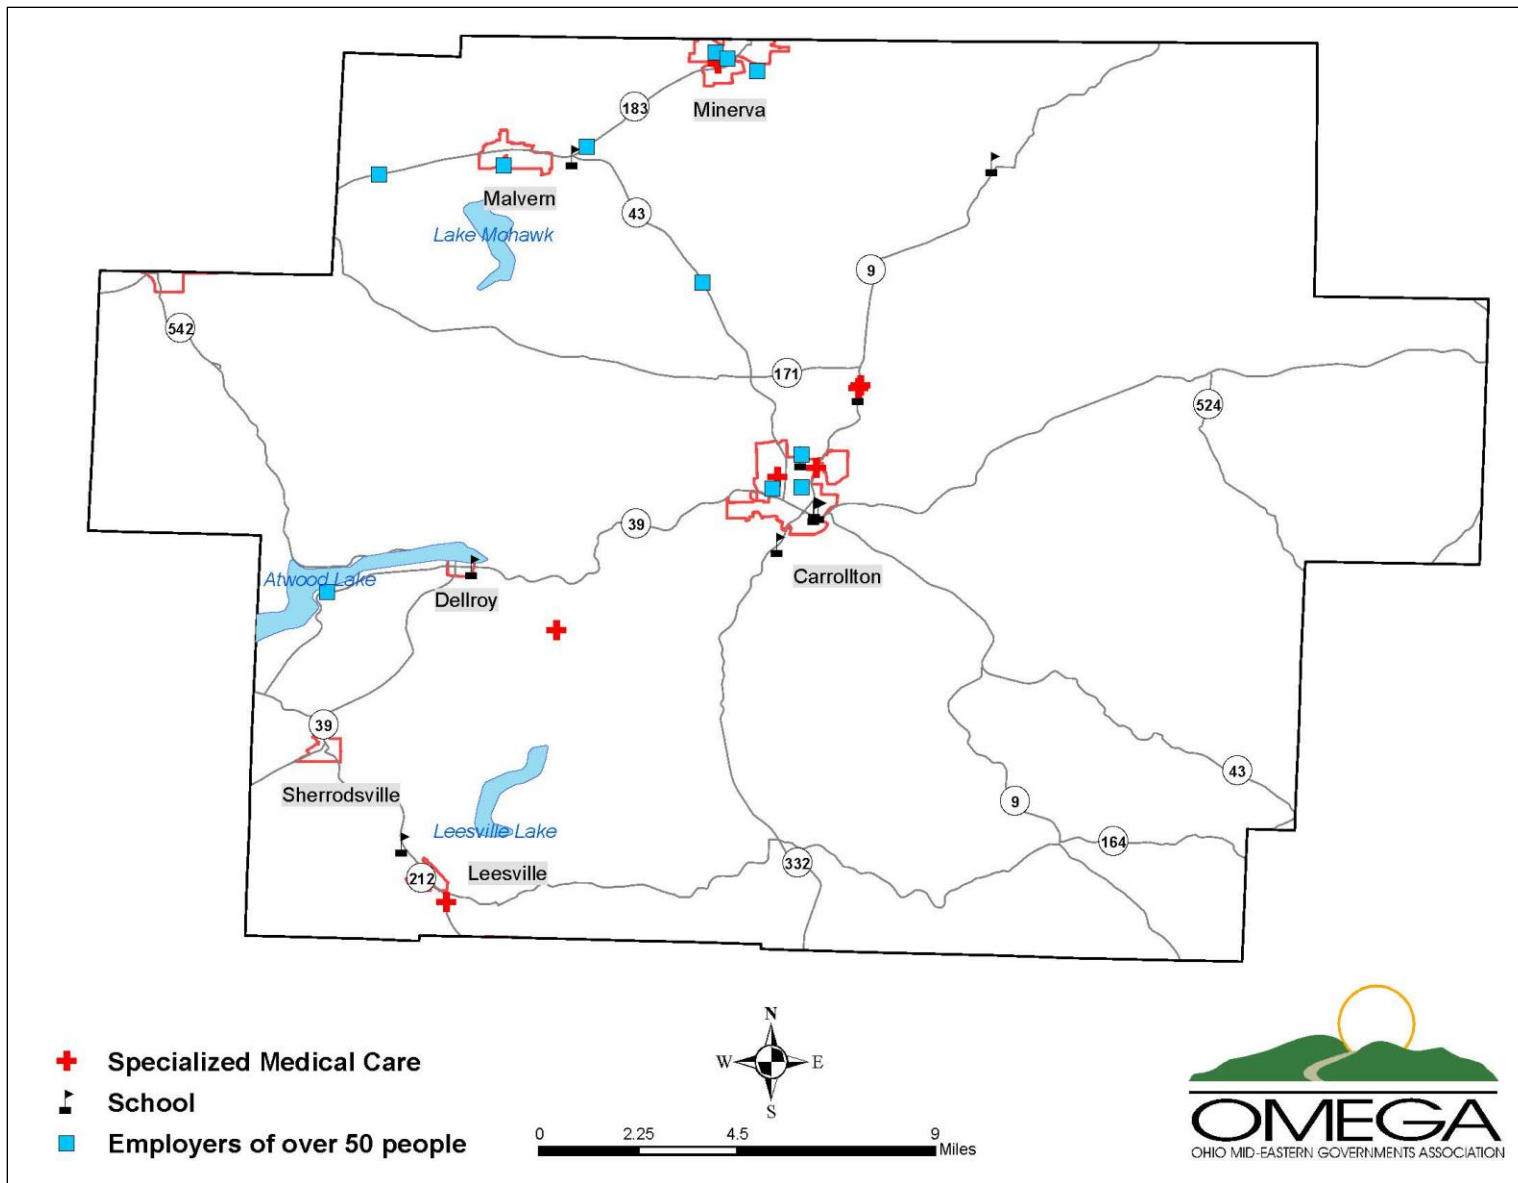 Minerva
183
Malvern
43
Lake Mohawk
9
542
171
524
39
Carrollton
Atwood Lake
Dellroy
39
Sherrodsville
43
9
Leesville Lake
164
332
Leesville
212
N
W
E
S
Specialized Medical Care
School
Employers of over 50 people
0 2.25 4.5 9
Miles
OMEGA
OHIO MID-EASTERN GOVERNMENTS ASSOCIATION